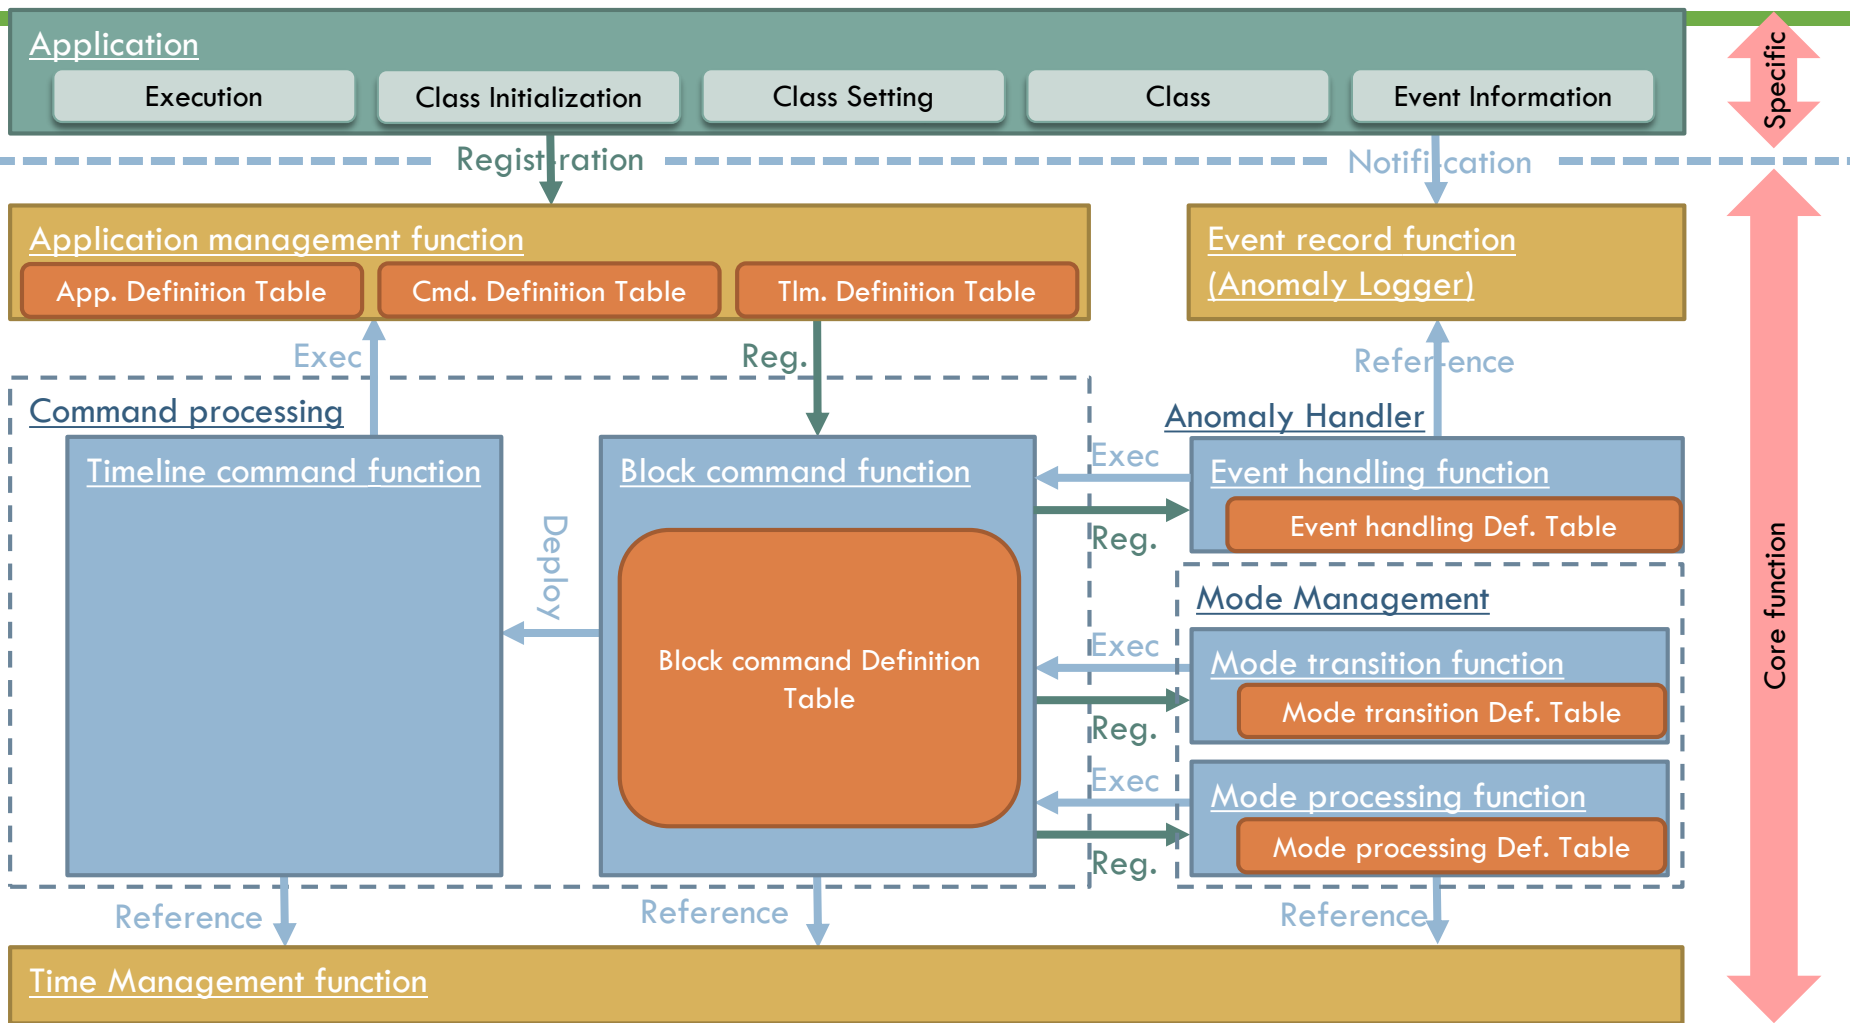 Application
Execution
Class Initialization
Class Setting
Class
Event Information
Specific
Registration
Notification
Application management function
App. Definition Table
Cmd. Definition Table
Tlm. Definition Table
Event record function
(Anomaly Logger)
Exec
Reg.
Reference
Command processing
Anomaly Handler
Timeline command function
Block command function
Exec
Event handling function
Event handling Def. Table
Reg.
Deploy
Block command Definition
Table
Mode Management
Exec
Mode transition function
Mode transition Def. Table
Reg.
Exec
Mode processing function
Mode processing Def. Table
Reg.
Core function
Reference
Reference
Reference
Time Management function